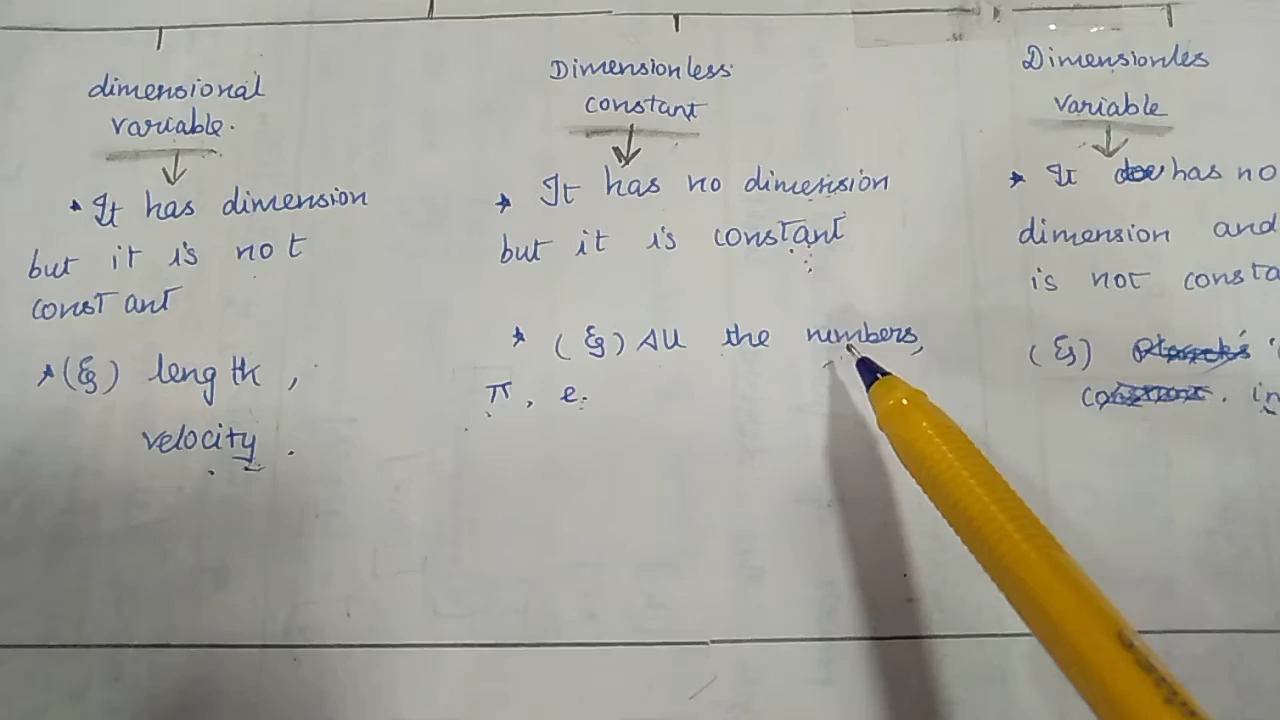 dimensional
variable.
It has dimension
but it is not
constant
(Eg) length,
velocity.
Dimensionless
constant
It has no dimension
but it is constant
(Eg) All the numbers,
π, e.
Dimensionles
variable
It has no
dimension and
is not consta
(Eg)